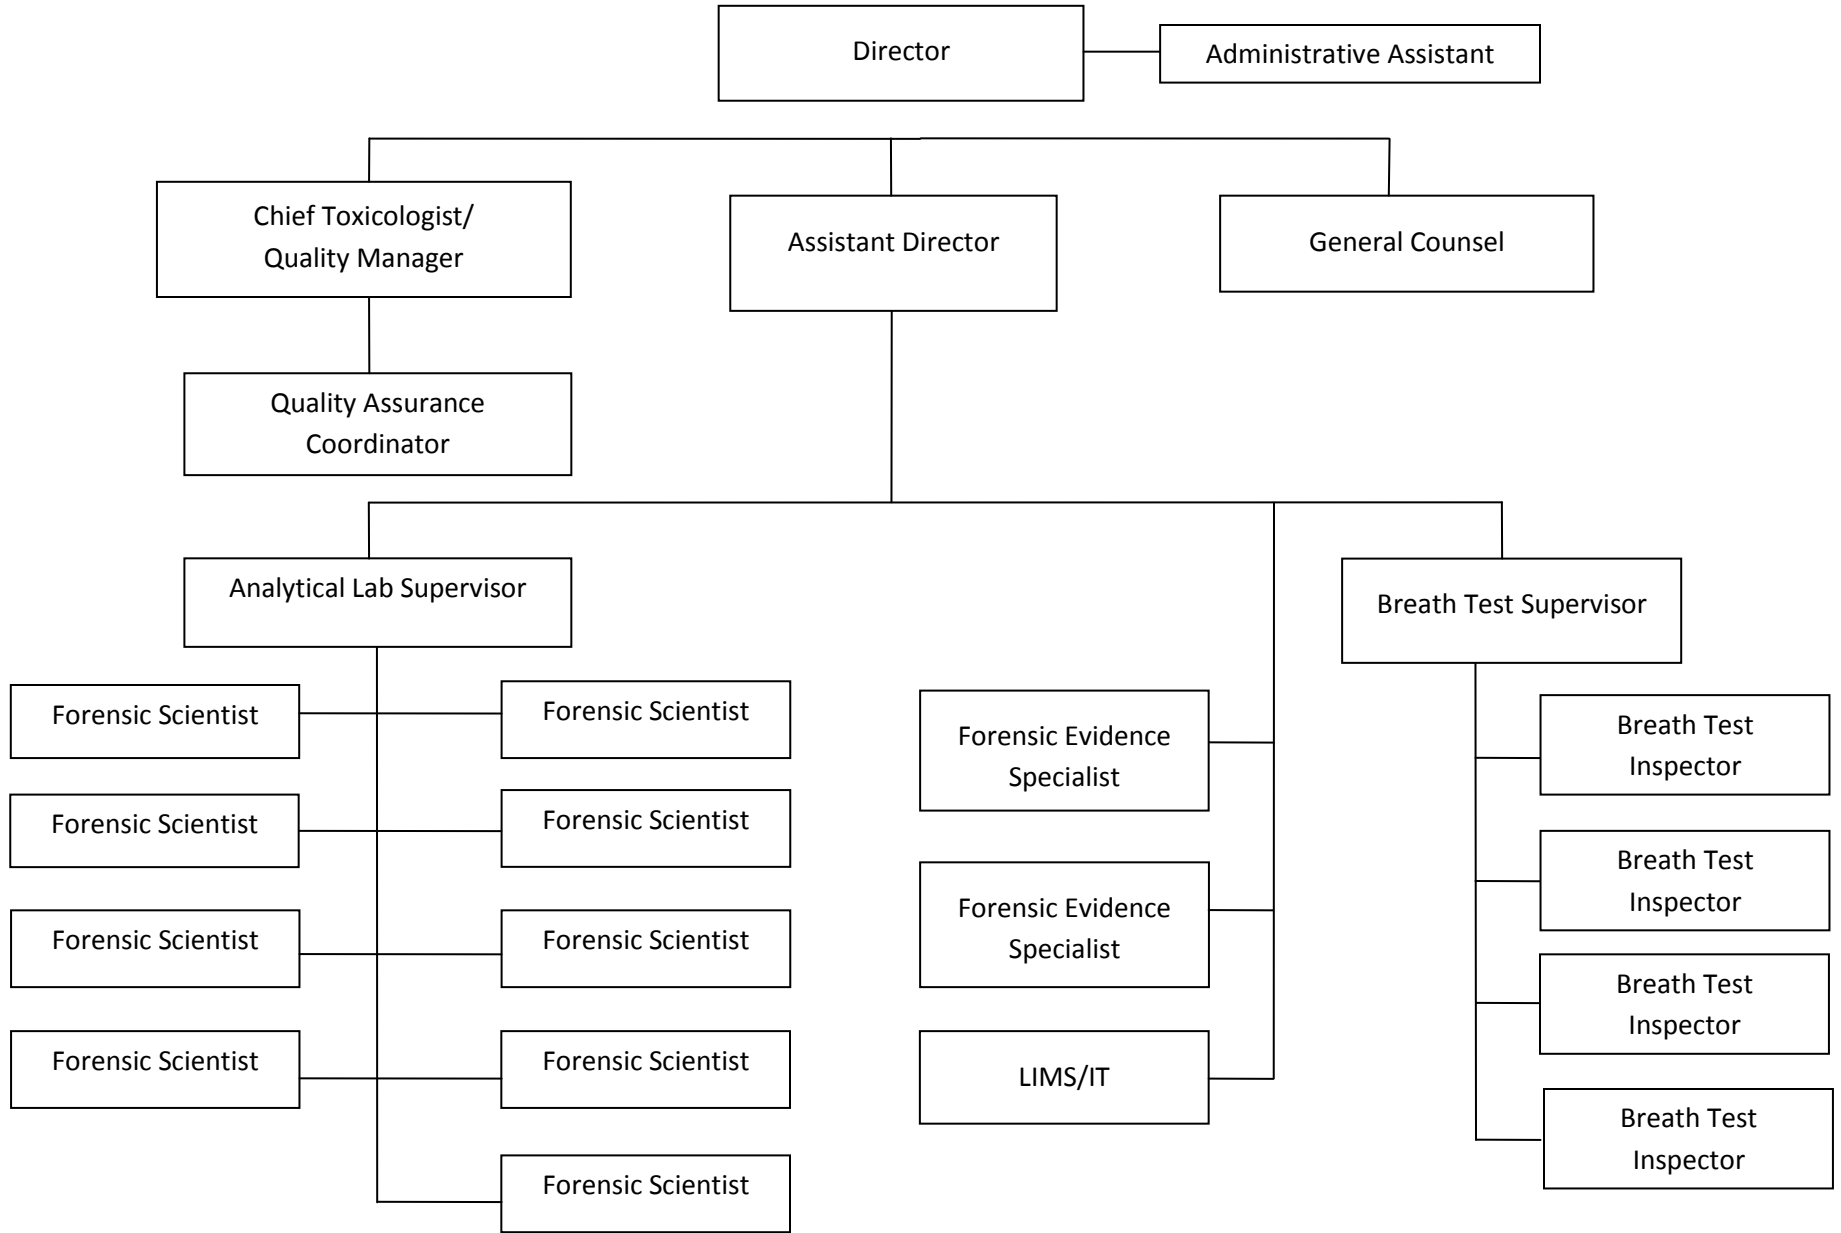 Director
Administrative Assistant
Chief Toxicologist/
Quality Manager
Assistant Director
General Counsel
Quality Assurance
Coordinator
Analytical Lab Supervisor
Breath Test Supervisor
Forensic Scientist
Forensic Scientist
Forensic Scientist
Forensic Scientist
Forensic Scientist
Forensic Scientist
Forensic Scientist
Forensic Scientist
Forensic Scientist
Forensic Evidence
Specialist
Forensic Evidence
Specialist
LIMS/IT
Breath Test
Inspector
Breath Test
Inspector
Breath Test
Inspector
Breath Test
Inspector